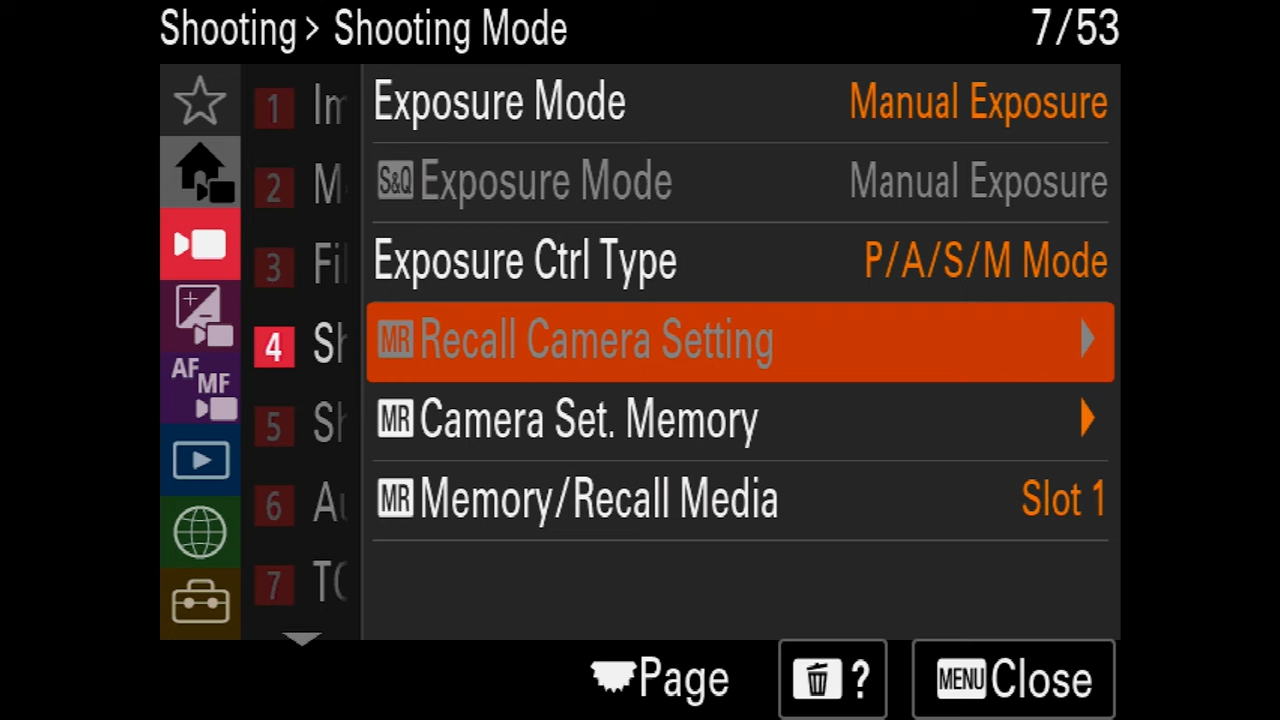 Shooting> Shooting Mode
7/53
1
2
3
4
5
6
7
AF
MF
Exposure Mode Manual Exposure
S&Q Exposure Mode Manual Exposure
Exposure Ctrl Type P/A/S/M Mode
MR Recall Camera Setting
MR Camera Set. Memory
MR Memory/Recall Media Slot 1
Page
?
MENU Close